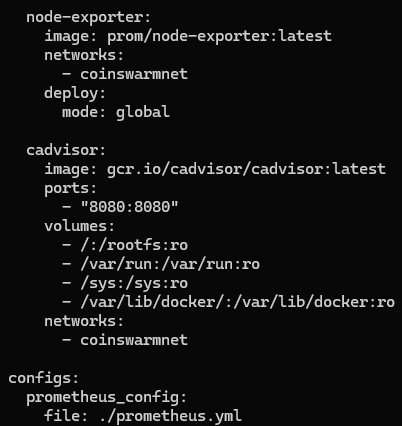 node-exporter:
    image: prom/node-exporter:latest
    networks:
      - coinswarmnet
    deploy:
      mode: global

  cadvisor:
    image: gcr.io/cadvisor/cadvisor:latest
    ports:
      - "8080:8080"
    volumes:
      - /:/rootfs:ro
      - /var/run:/var/run:ro
      - /sys:/sys:ro
      - /var/lib/docker/:/var/lib/docker:ro
    networks:
      - coinswarmnet

configs:
  prometheus_config:
    file: ./prometheus.yml